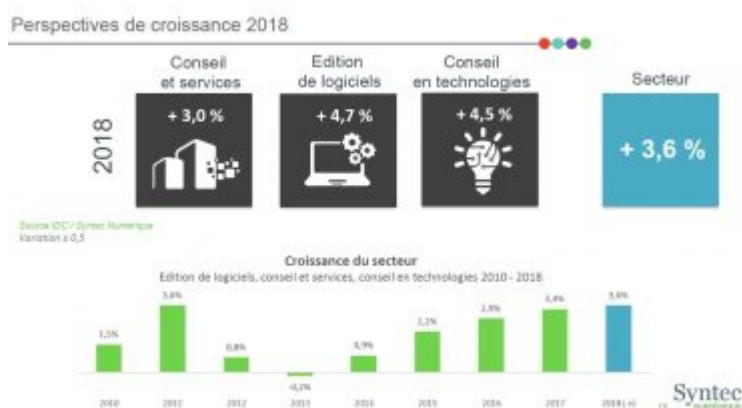 Perspectives de croissance 2018
Conseil
et services
Edition
de logiciels
Conseil
en technologies
Secteur
2018
+ 3,0 %
+ 4,7 %
+ 4,5 %
+ 3,6 %
Source IDC / Syntec Numérique
Variation ± 0,5
Croissance du secteur
Edition de logiciels, conseil et services, conseil en technologies 2010 - 2018
1,5%
3,6%
0,8%
-0,2%
0,9%
2,2%
2,9%
3,4%
3,6%
2010
2011
2012
2013
2014
2015
2016
2017
2018
Syntec